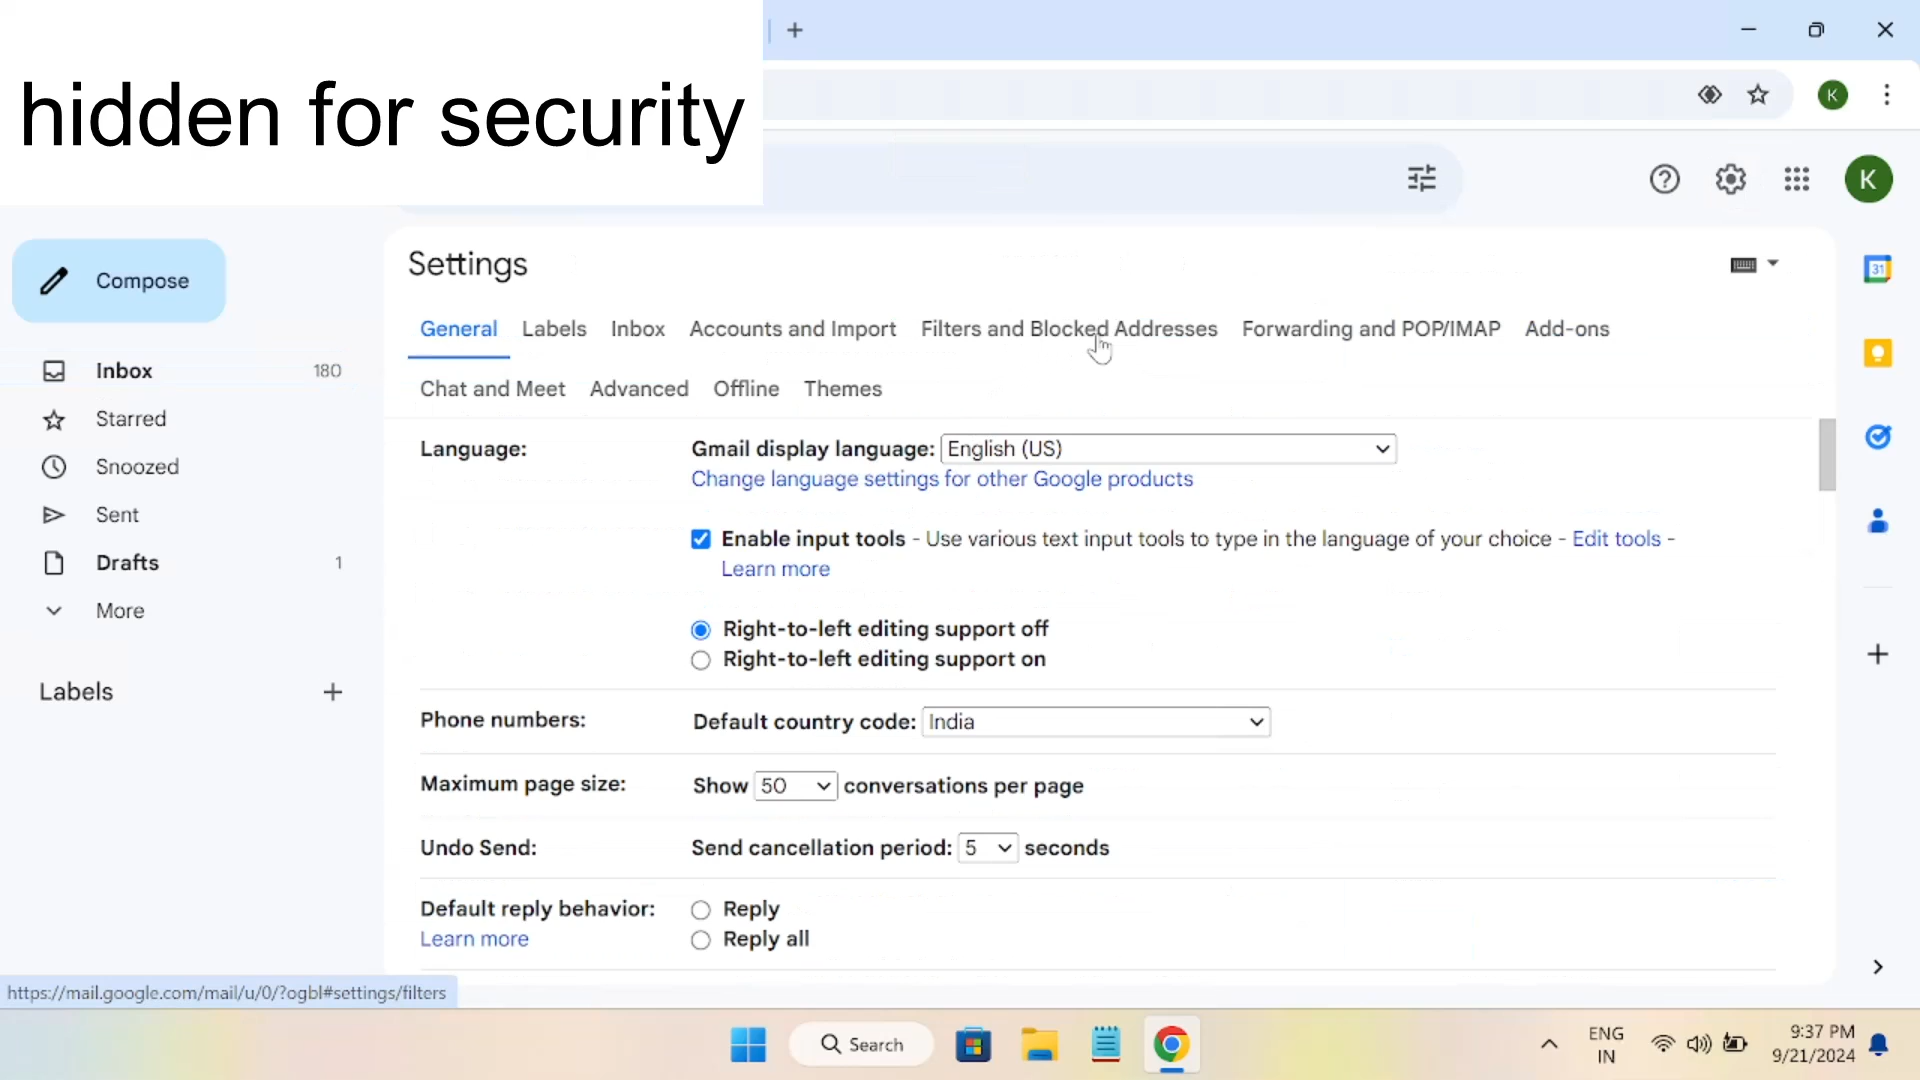 hidden for security
K
K
Compose
Inbox 180
Starred
Snoozed
Sent
Drafts 1
More
Labels
Settings
General Labels Inbox Accounts and Import Filters and Blocked Addresses Forwarding and POP/IMAP Add-ons
Chat and Meet Advanced Offline Themes
Language: Gmail display language: English (US)
Change language settings for other Google products
Enable input tools - Use various text input tools to type in the language of your choice - Edit tools -
Learn more
Right-to-left editing support off
Right-to-left editing support on
Phone numbers: Default country code: India
Maximum page size: Show 50 conversations per page
Undo Send: Send cancellation period: 5 seconds
Default reply behavior: Reply
Learn more Reply all
31
https://mail.google.com/mail/u/0/?ogbl#settings/filters
Search
ENG
IN
9:37 PM
9/21/2024